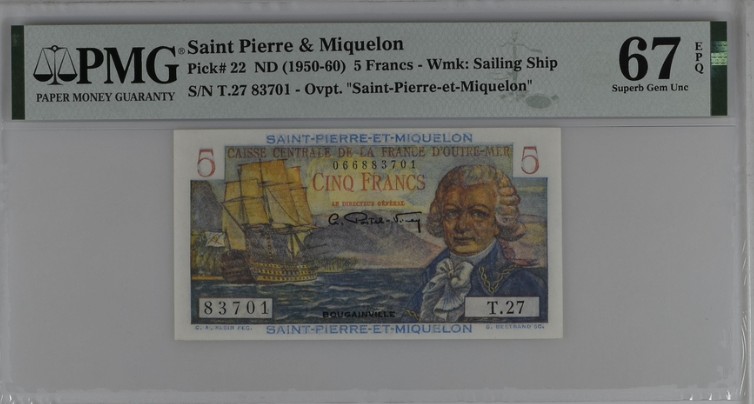 PMG®
PAPER MONEY GUARANTY
Saint Pierre & Miquelon
Pick# 22 ND (1950-60) 5 Francs - Wmk: Sailing Ship
S/N T.27 83701 - Ovpt. "Saint-Pierre-et-Miquelon"
67 EPQ
Superb Gem Unc
SAINT-PIERRE-ET-MIQUELON
5 CAISSE CENTRALE DE LA FRANCE D'OUTRE-MER 5
066883701
CINQ FRANCS
LE DIRECTEUR GÉNÉRAL
83701 BOUGAINVILLE T.27
SAINT-PIERRE-ET-MIQUELON